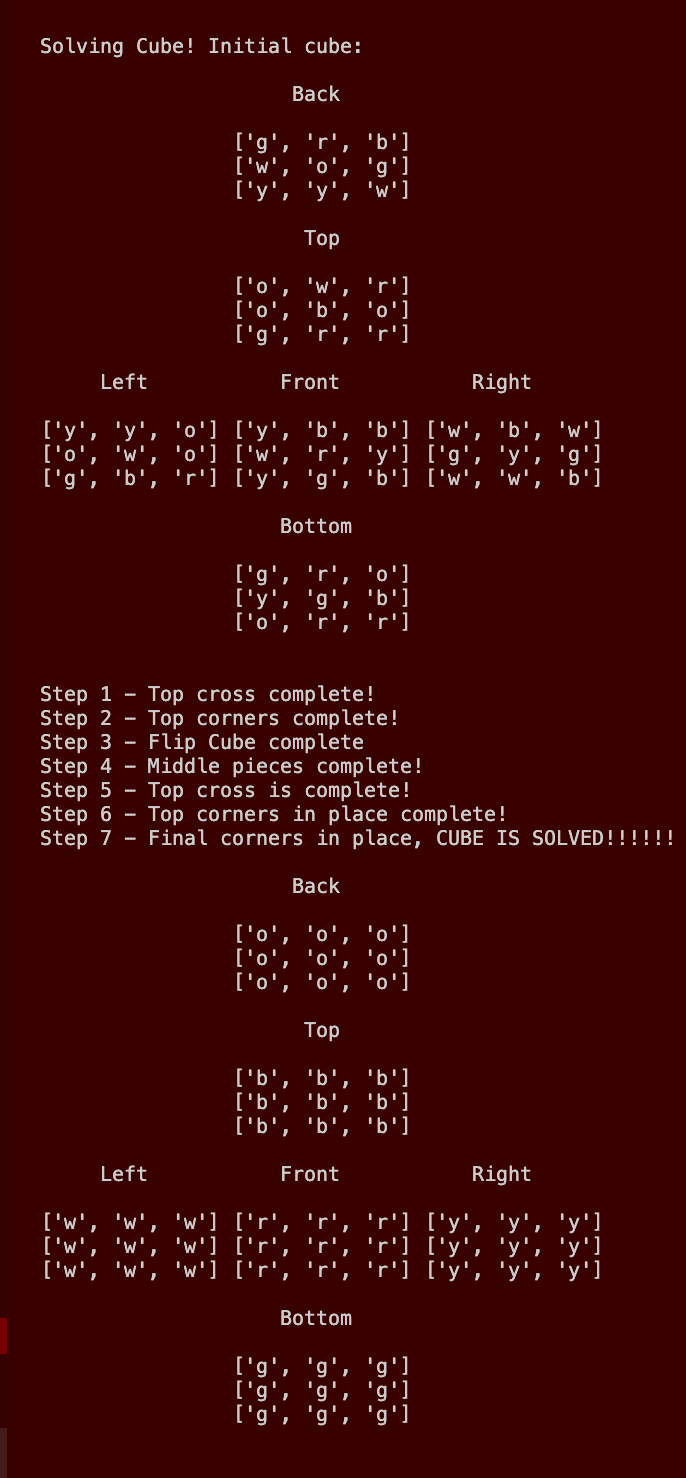 Solving Cube! Initial cube:
Back
['g', 'r', 'b']
['w', 'o', 'g']
['y', 'y', 'w']
Top
['o', 'w', 'r']
['o', 'b', 'o']
['g', 'r', 'r']
Left Front Right
['y', 'y', 'o'] ['y', 'b', 'b'] ['w', 'b', 'w']
['o', 'w', 'o'] ['w', 'r', 'y'] ['g', 'y', 'g']
['g', 'b', 'r'] ['y', 'g', 'b'] ['w', 'w', 'b']
Bottom
['g', 'r', 'o']
['y', 'g', 'b']
['o', 'r', 'r']
Step 1 – Top cross complete!
Step 2 – Top corners complete!
Step 3 – Flip Cube complete
Step 4 – Middle pieces complete!
Step 5 – Top cross is complete!
Step 6 – Top corners in place complete!
Step 7 – Final corners in place, CUBE IS SOLVED!!!!!!
Back
['o', 'o', 'o']
['o', 'o', 'o']
['o', 'o', 'o']
Top
['b', 'b', 'b']
['b', 'b', 'b']
['b', 'b', 'b']
Left Front Right
['w', 'w', 'w'] ['r', 'r', 'r'] ['y', 'y', 'y']
['w', 'w', 'w'] ['r', 'r', 'r'] ['y', 'y', 'y']
['w', 'w', 'w'] ['r', 'r', 'r'] ['y', 'y', 'y']
Bottom
['g', 'g', 'g']
['g', 'g', 'g']
['g', 'g', 'g']